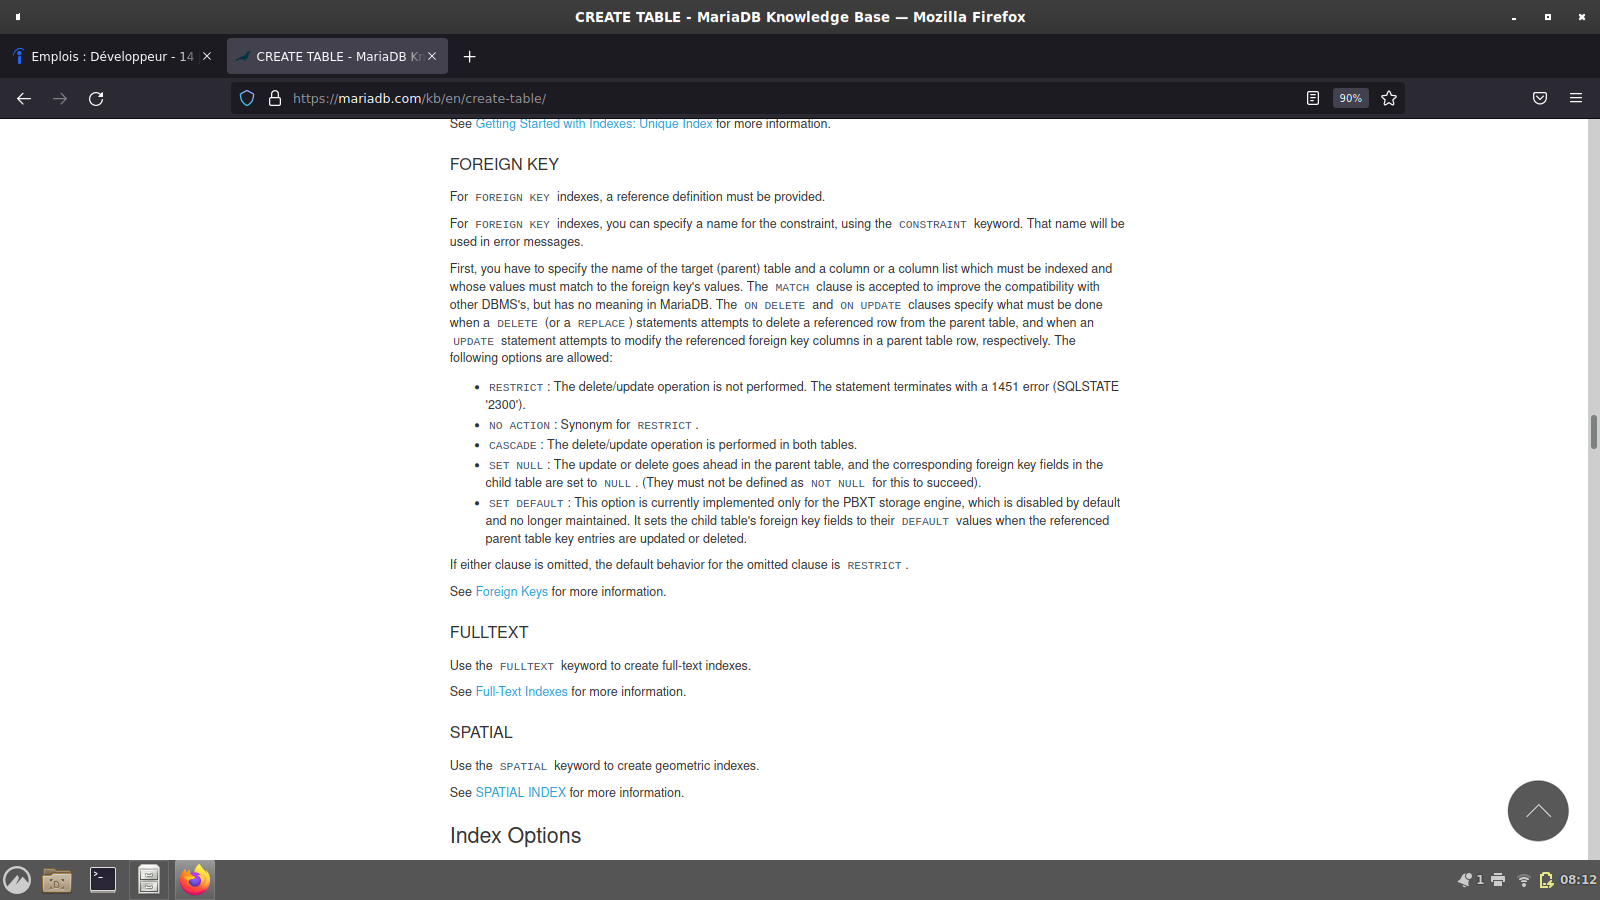 CREATE TABLE - MariaDB Knowledge Base — Mozilla Firefox
Emplois : Développeur - 14
CREATE TABLE - MariaDB Kn
https://mariadb.com/kb/en/create-table/
90%
See Getting Started with Indexes: Unique Index for more information.
FOREIGN KEY
For FOREIGN KEY indexes, a reference definition must be provided.
For FOREIGN KEY indexes, you can specify a name for the constraint, using the CONSTRAINT keyword. That name will be
used in error messages.
First, you have to specify the name of the target (parent) table and a column or a column list which must be indexed and
whose values must match to the foreign key's values. The MATCH clause is accepted to improve the compatibility with
other DBMS's, but has no meaning in MariaDB. The ON DELETE and ON UPDATE clauses specify what must be done
when a DELETE (or a REPLACE ) statements attempts to delete a referenced row from the parent table, and when an
UPDATE statement attempts to modify the referenced foreign key columns in a parent table row, respectively. The
following options are allowed:
• RESTRICT : The delete/update operation is not performed. The statement terminates with a 1451 error (SQLSTATE
'2300').
• NO ACTION : Synonym for RESTRICT .
• CASCADE : The delete/update operation is performed in both tables.
• SET NULL : The update or delete goes ahead in the parent table, and the corresponding foreign key fields in the
child table are set to NULL . (They must not be defined as NOT NULL for this to succeed).
• SET DEFAULT : This option is currently implemented only for the PBXT storage engine, which is disabled by default
and no longer maintained. It sets the child table's foreign key fields to their DEFAULT values when the referenced
parent table key entries are updated or deleted.
If either clause is omitted, the default behavior for the omitted clause is RESTRICT .
See Foreign Keys for more information.
FULLTEXT
Use the FULLTEXT keyword to create full-text indexes.
See Full-Text Indexes for more information.
SPATIAL
Use the SPATIAL keyword to create geometric indexes.
See SPATIAL INDEX for more information.
Index Options
1
08:12